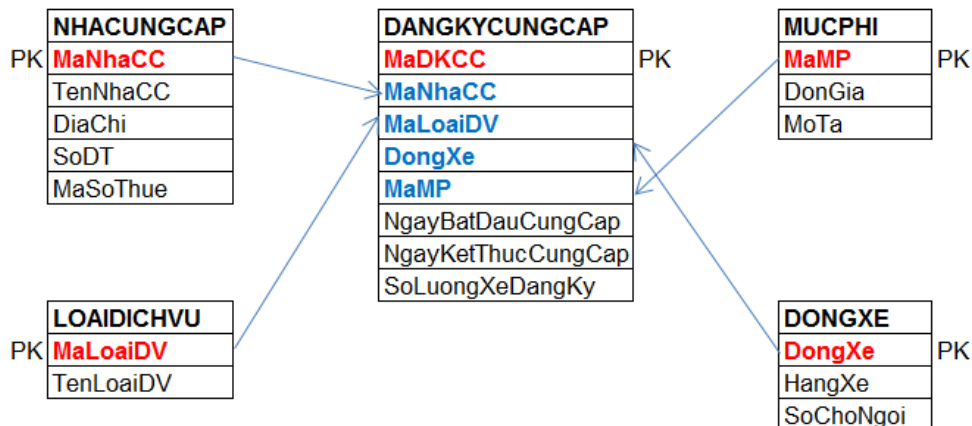 NHACUNGCAP
PK MaNhaCC
TenNhaCC
DiaChi
SoDT
MaSoThue
DANGKYCUNGCAP
MaDKCC PK
MaNhaCC
MaLoaiDV
DongXe
MaMP
NgayBatDauCungCap
NgayKetThucCungCap
SoLuongXeDangKy
MUCPHI
MaMP PK
DonGia
MoTa
LOAIDICHVU
PK MaLoaiDV
TenLoaiDV
DONGXE
DongXe PK
HangXe
SoChoNgoi